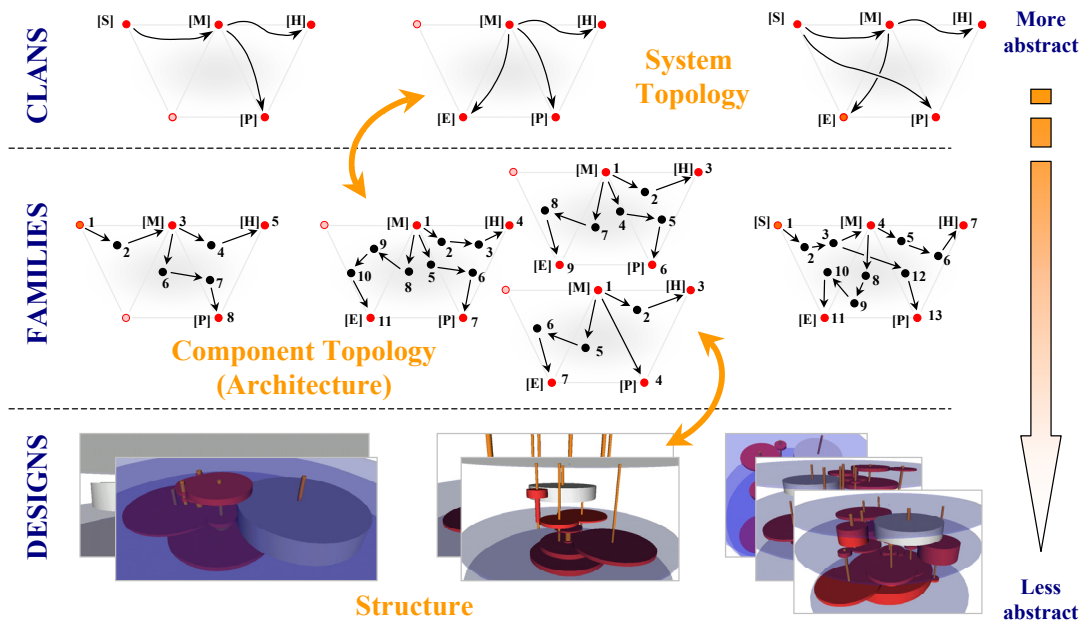 CLANS
[S] [M] [H]
[P]
[M] [H]
[E] [P]
System
Topology
[S] [M] [H]
[E] [P]
More
abstract
FAMILIES
1 [M] 3 [H] 5
2 4
6 7
[P] 8
[M] 1 [H] 4
9 2 3
10 8 5 6
[E] 11 [P] 7
[M] 1 3
[H]
2
8 7 4 5
[E] 9 [P] 6
[M] 1 [H] 3
2
6 5
[E] 7 [P] 4
[S] 1 3 [M] 4 5 [H] 7
2 6
10 8 12
9
[E] 11 [P] 13
Component Topology
(Architecture)
DESIGNS
Structure
Less
abstract